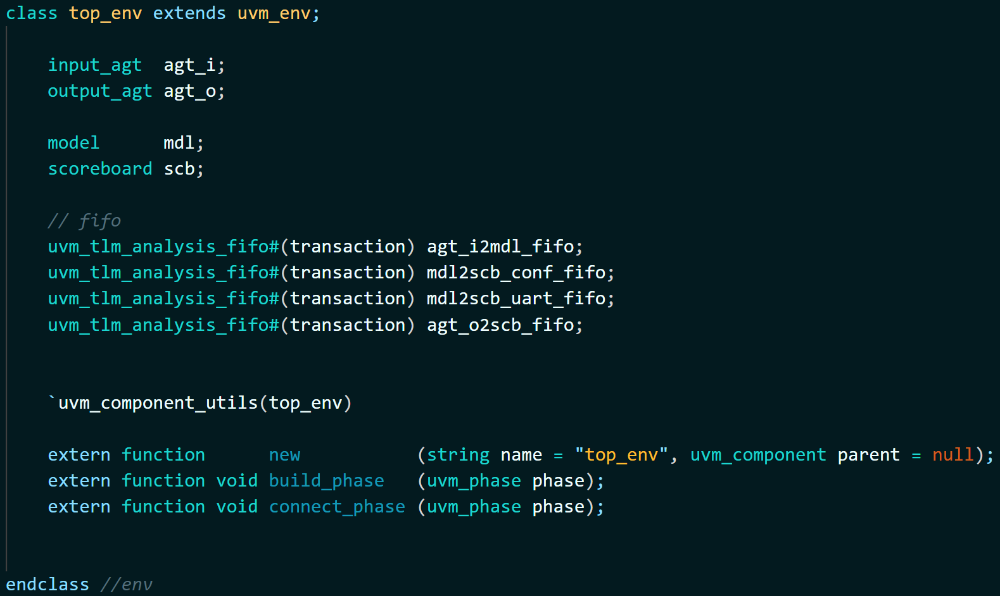 class top_env extends uvm_env;
input_agt  agt_i;
output_agt agt_o;
model      mdl;
scoreboard scb;
// fifo
uvm_tlm_analysis_fifo#(transaction) agt_i2mdl_fifo;
uvm_tlm_analysis_fifo#(transaction) mdl2scb_conf_fifo;
uvm_tlm_analysis_fifo#(transaction) mdl2scb_uart_fifo;
uvm_tlm_analysis_fifo#(transaction) agt_o2scb_fifo;
`uvm_component_utils(top_env)
extern function      new           (string name = "top_env", uvm_component parent = null);
extern function void build_phase   (uvm_phase phase);
extern function void connect_phase (uvm_phase phase);
endclass //env